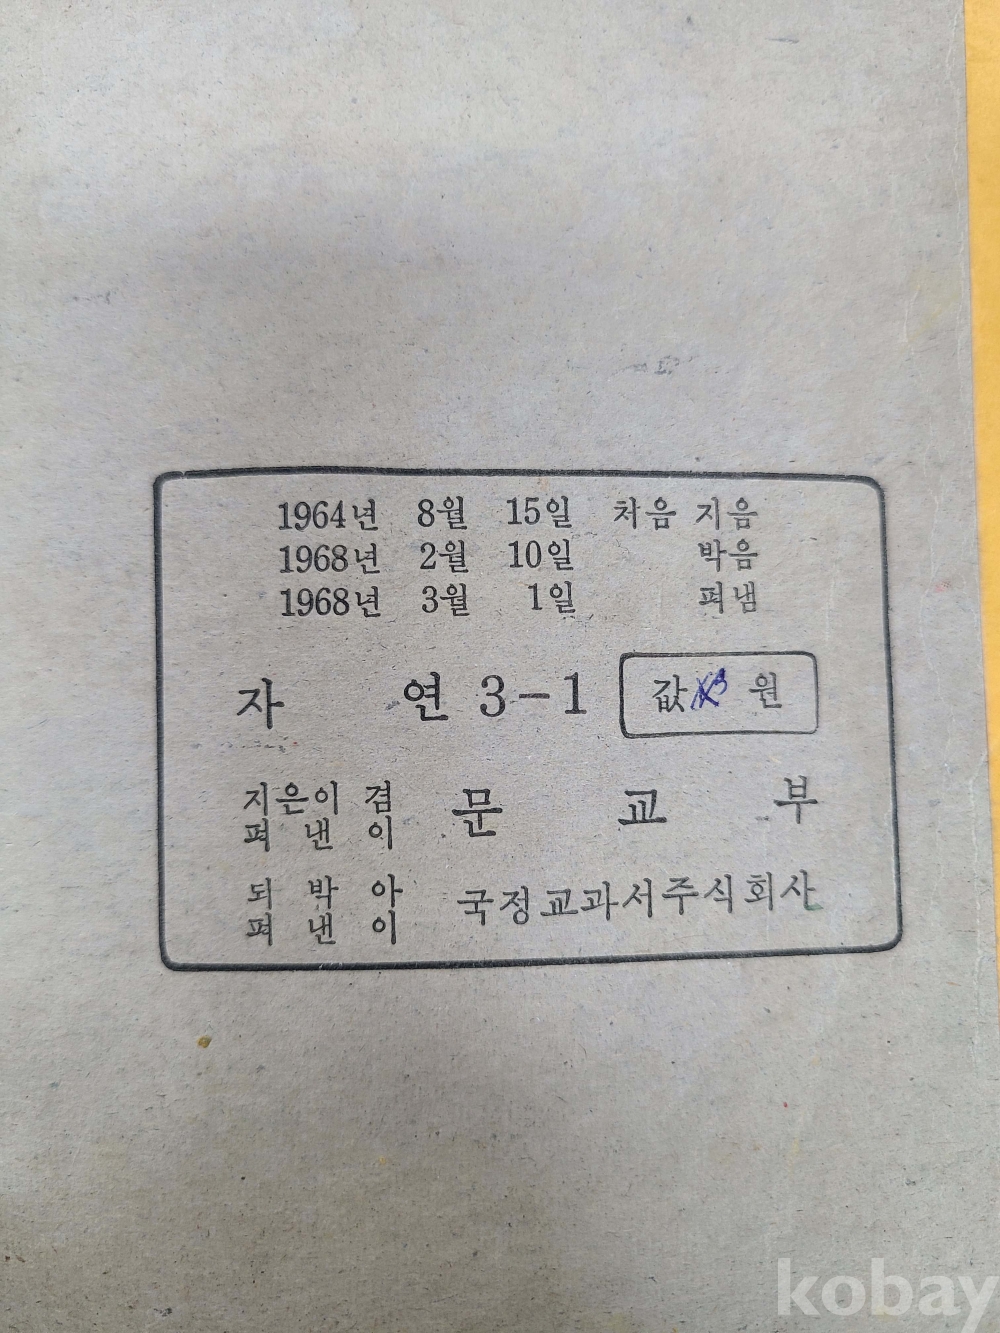 1964년 8월 15일 처음 지음
1968년 2월 10일 박음
1968년 3월 1일 펴냄
자 연 3-1 값 원
지은이 겸
펴 낸 이
문 교 부
되 박 아
펴 낸 이
국정교과서주식회사
kobay